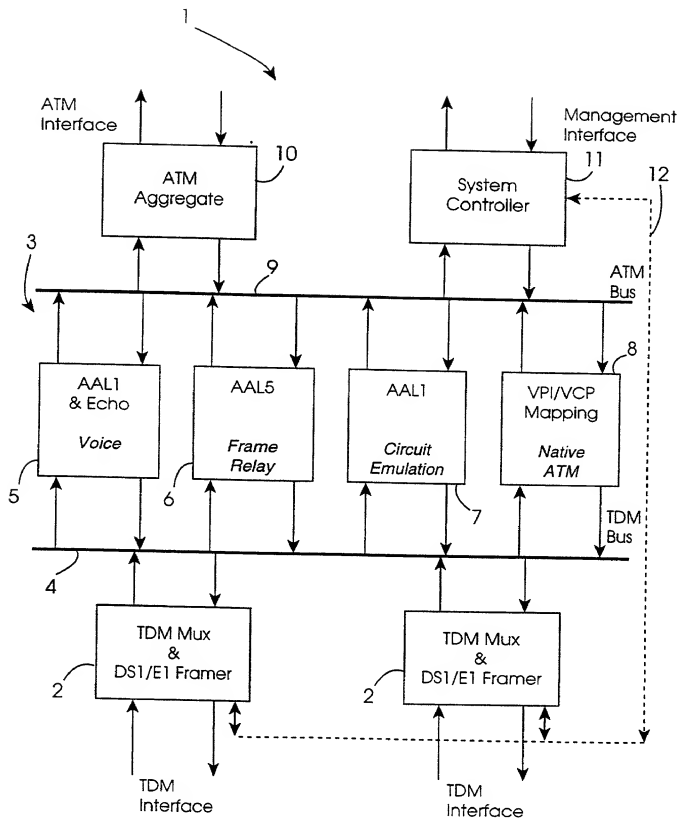 1
ATM
Interface
Management
Interface
10
11
12
ATM
Aggregate
System
Controller
3
9
ATM
Bus
8
AAL1
& Echo
Voice
AAL5
Frame
Relay
AAL1
Circuit
Emulation
VPI/VCP
Mapping
Native
ATM
5
6
7
TDM
Bus
4
TDM Mux
&
DS1/E1 Framer
TDM Mux
&
DS1/E1 Framer
2
2
TDM
Interface
TDM
Interface